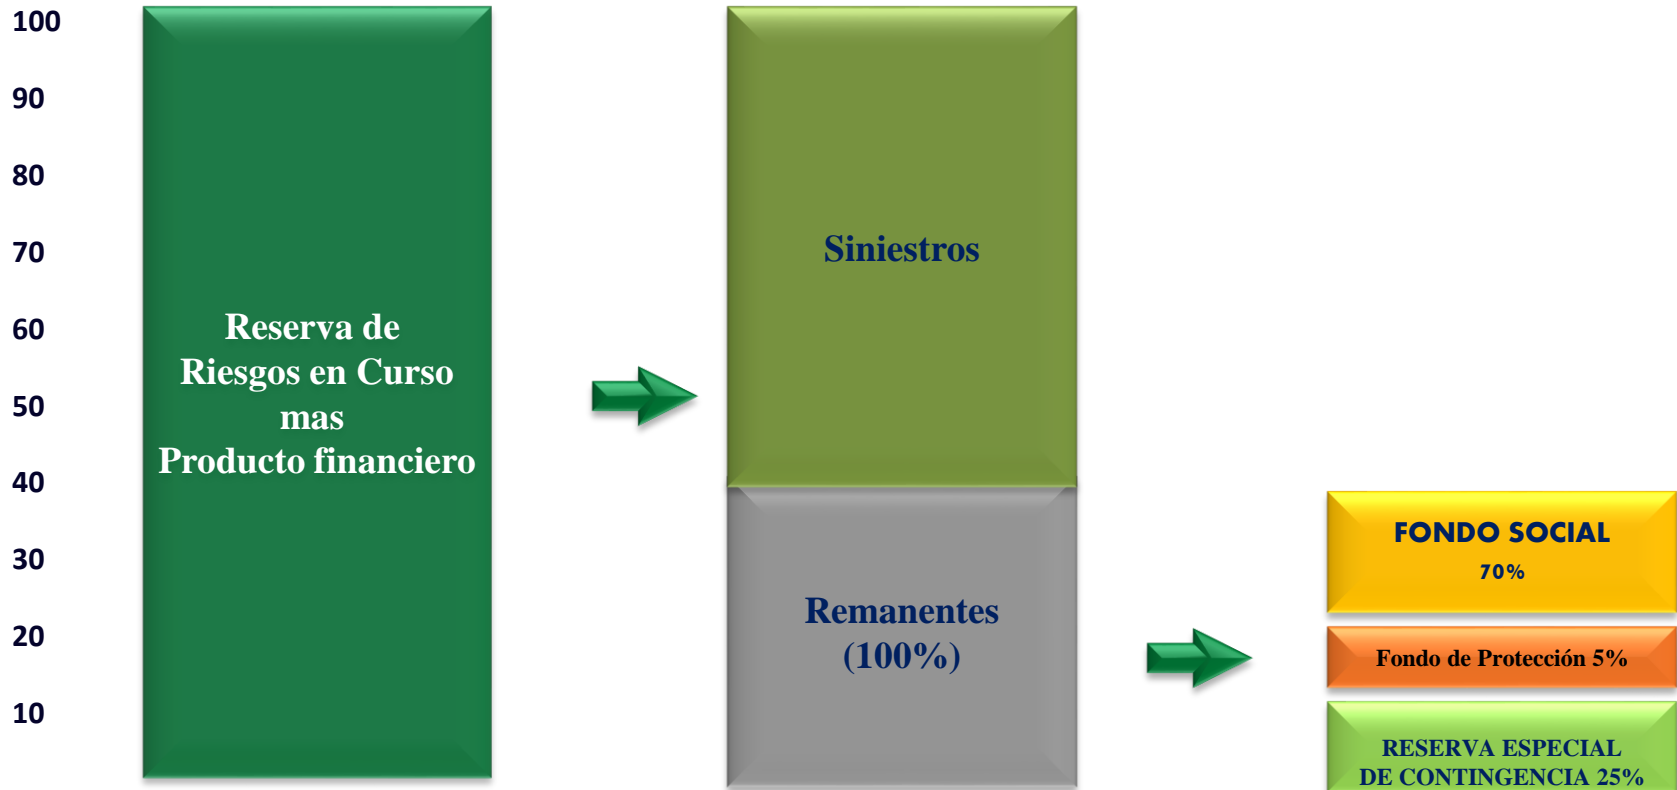 100
90
80
70
60
50
40
30
20
10
Reserva de
Riesgos en Curso
mas
Producto financiero
Siniestros
Remanentes
(100%)
FONDO SOCIAL
70%
Fondo de Protección 5%
RESERVA ESPECIAL
DE CONTINGENCIA 25%